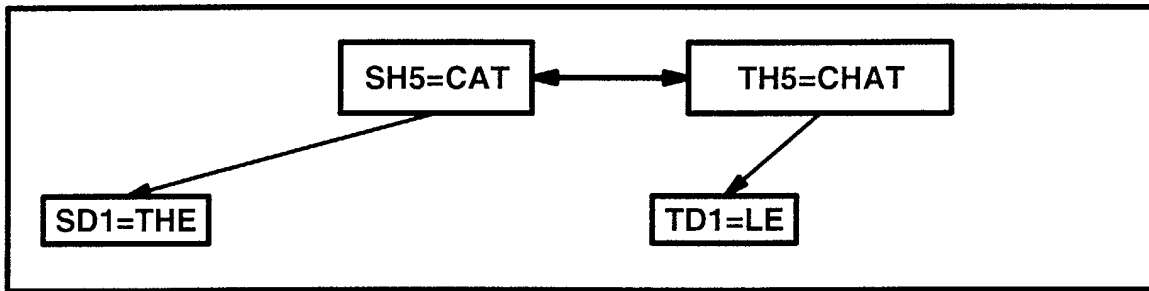 SH5=CAT
TH5=CHAT
SD1=THE
TD1=LE